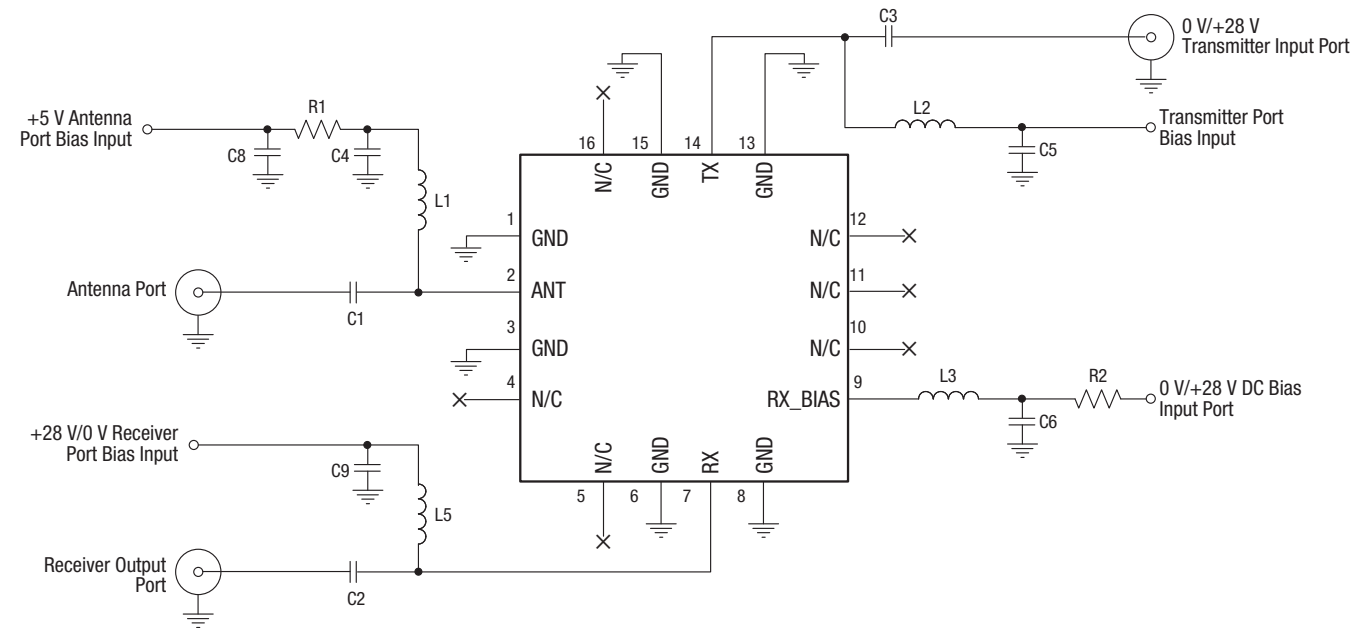 C3
0 V/+28 V
Transmitter Input Port
+5 V Antenna
Port Bias Input
R1
C8
C4
L1
L2
Transmitter Port
Bias Input
C5
16
15
14
13
N/C
GND
TX
GND
1
GND
12
N/C
Antenna Port
C1
2
ANT
11
N/C
3
GND
10
N/C
4
N/C
9
RX_BIAS
L3
R2
0 V/+28 V DC Bias
Input Port
C6
+28 V/0 V Receiver
Port Bias Input
C9
L5
N/C
GND
RX
GND
5
6
7
8
Receiver Output
Port
C2